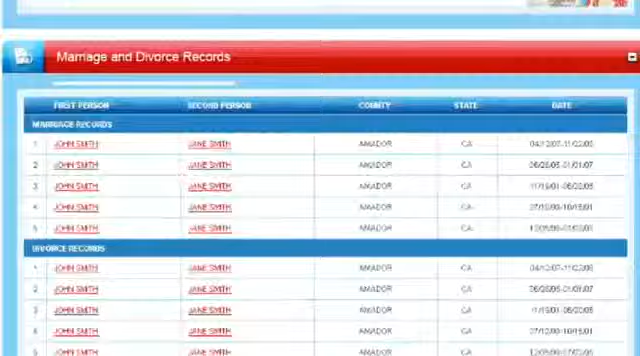 Marriage and Divorce Records
FIRST PERSON SECOND PERSON COUNTY STATE DATE
MARRIAGE RECORDS
1 JOHN SMITH JANE SMITH AMADOR CA
2 JOHN SMITH JANE SMITH AMADOR CA
3 JOHN SMITH JANE SMITH AMADOR CA
4 JOHN SMITH JANE SMITH AMADOR CA
5 JOHN SMITH JANE SMITH AMADOR CA
DIVORCE RECORDS
1 JOHN SMITH JANE SMITH AMADOR CA
2 JOHN SMITH JANE SMITH AMADOR CA
3 JOHN SMITH JANE SMITH AMADOR CA
4 JOHN SMITH JANE SMITH AMADOR CA
JOHN SMITH JANE SMITH AMADOR CA